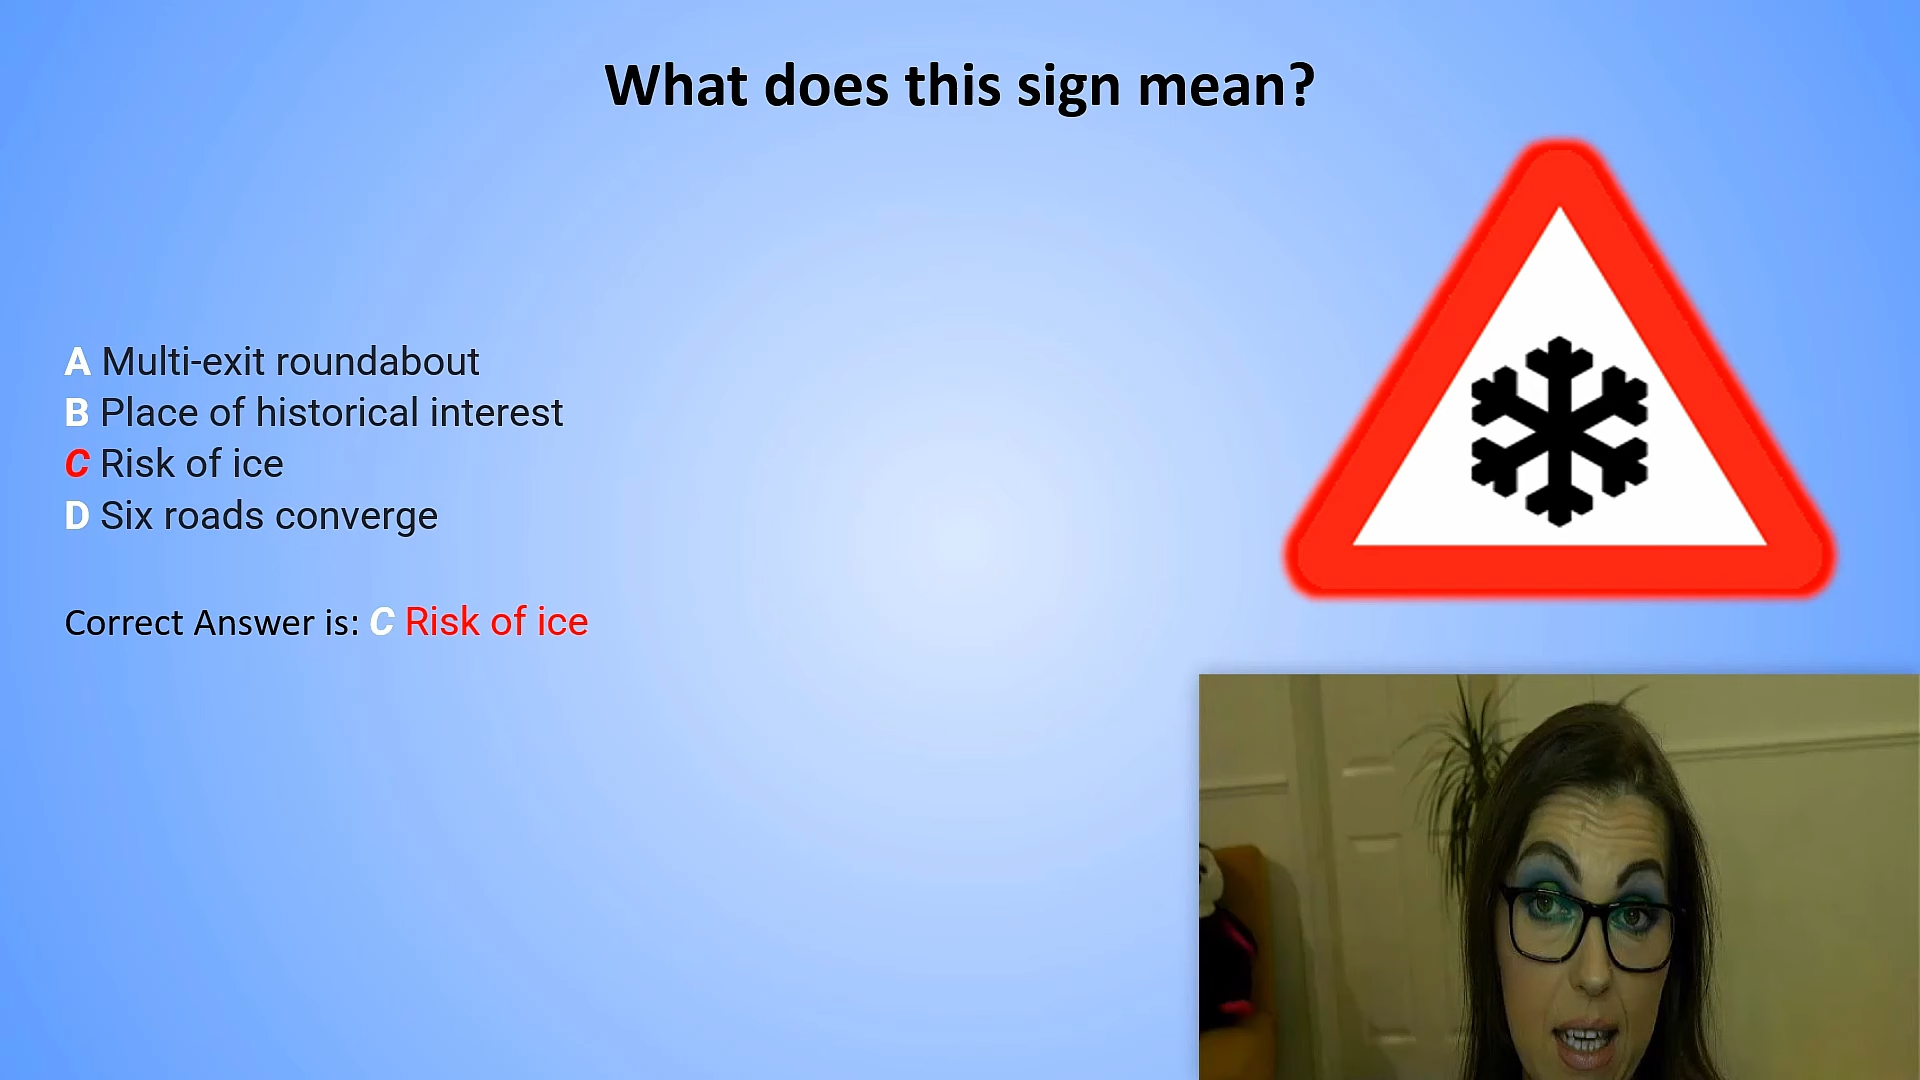 What does this sign mean?
A Multi-exit roundabout
B Place of historical interest
C Risk of ice
D Six roads converge
Correct Answer is: C Risk of ice